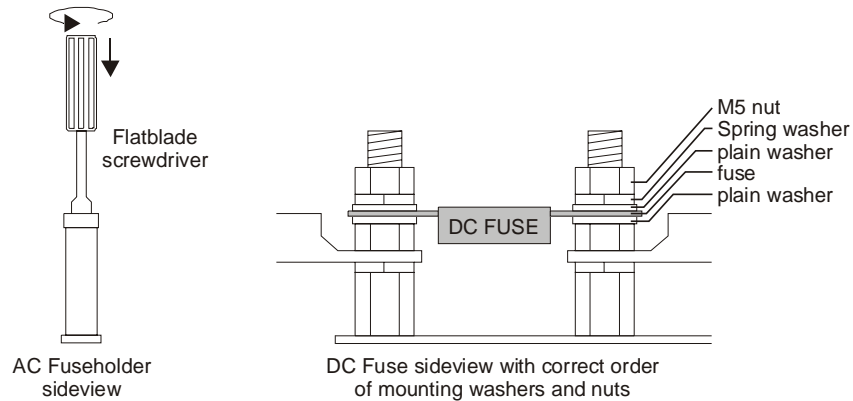 Flatblade
screwdriver
AC Fuseholder
sideview
M5 nut
Spring washer
plain washer
fuse
plain washer
DC FUSE
DC Fuse sideview with correct order
of mounting washers and nuts